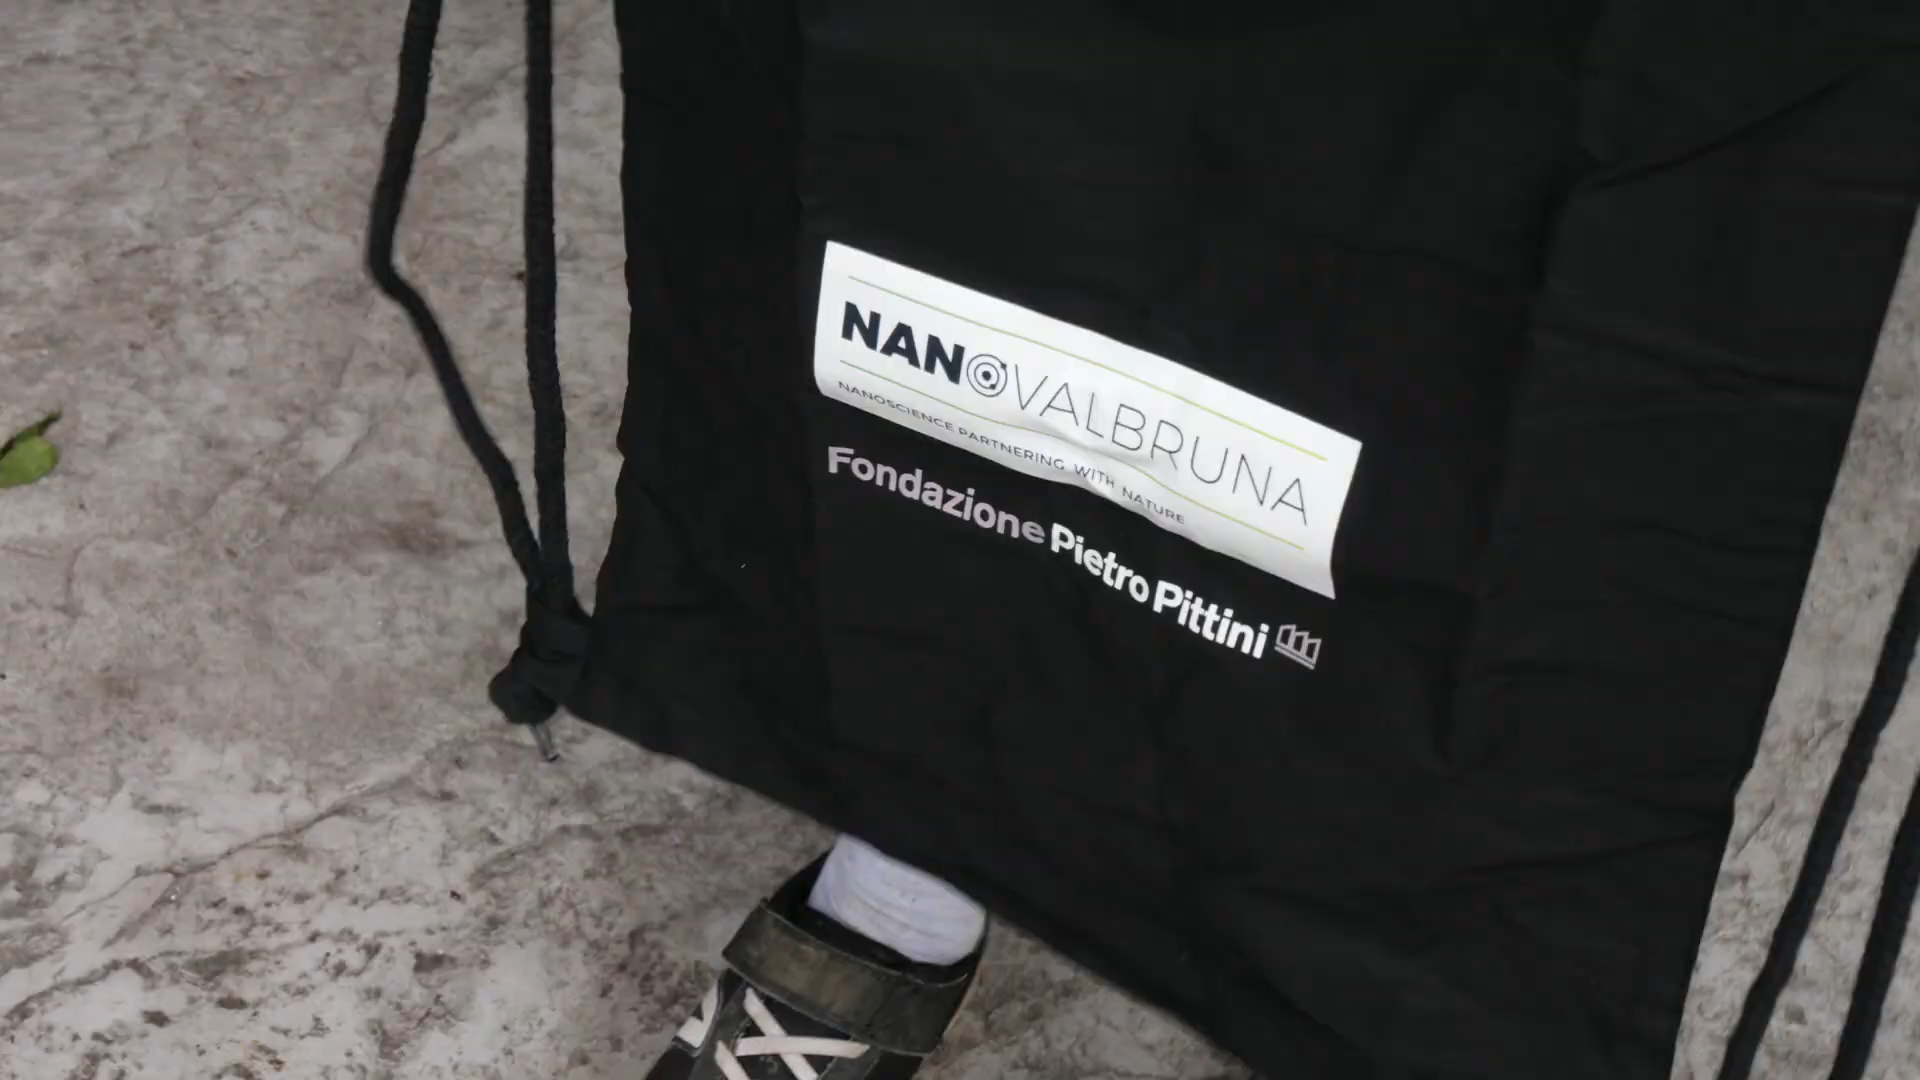 NANOVALBRUNA
NANOSCIENCE PARTNERING WITH NATURE
Fondazione Pietro Pittini